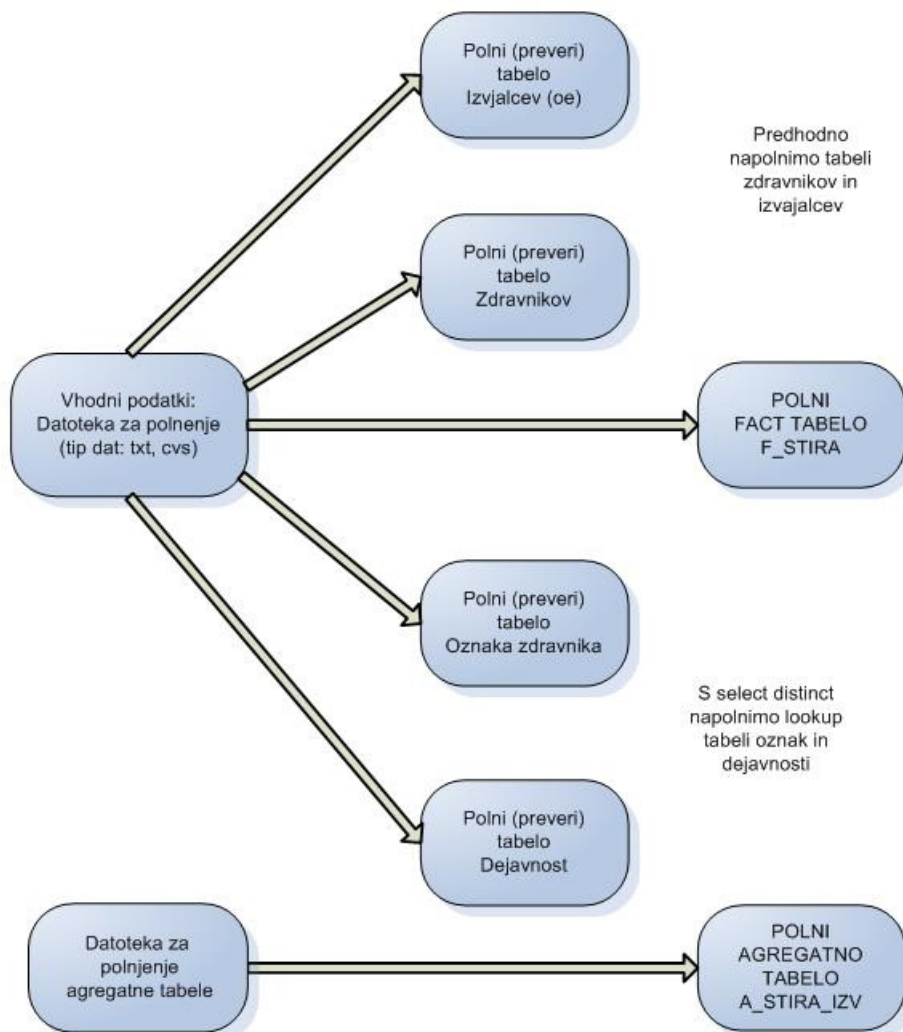 Polni (preveri)
tabelo
Izvjalcev (oe)
Predhodno
napolnimo tabeli
zdravnikov in
izvajalcev
Polni (preveri)
tabelo
Zdravnikov
Vhodni podatki:
Datoteka za polnenje
(tip dat: txt, cvs)
POLNI
FACT TABELO
F_STIRA
Polni (preveri)
tabelo
Oznaka zdravnika
S select distinct
napolnimo lookup
tabeli oznak in
dejavnosti
Polni (preveri)
tabelo
Dejavnost
Datoteka za
polnjenje
agregatne tabele
POLNI
AGREGATNO
TABELO
A_STIRA_IZV